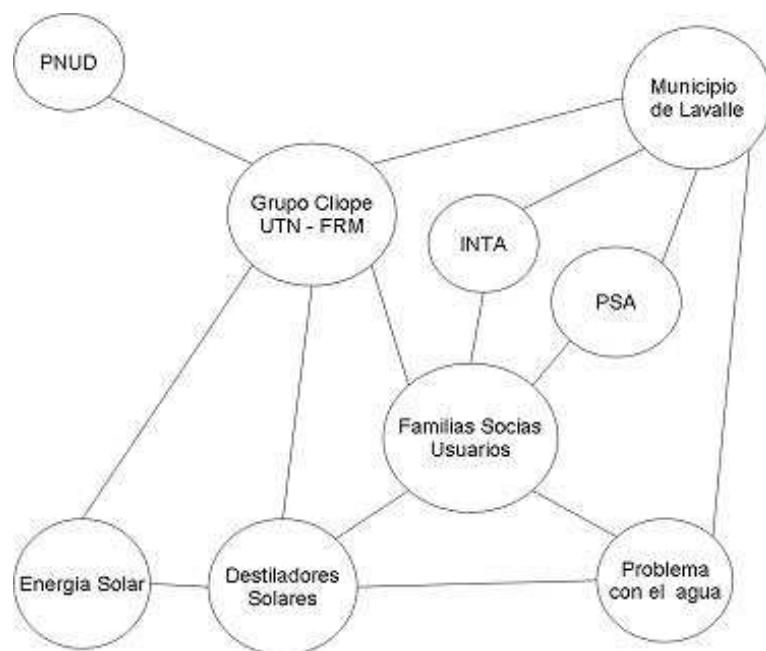 PNUD
Municipio
de Lavalle
Grupo Cliope
UTN - FRM
INTA
PSA
Familias Socias
Usuarios
Energia Solar
Destiladores
Solares
Problema
con el agua